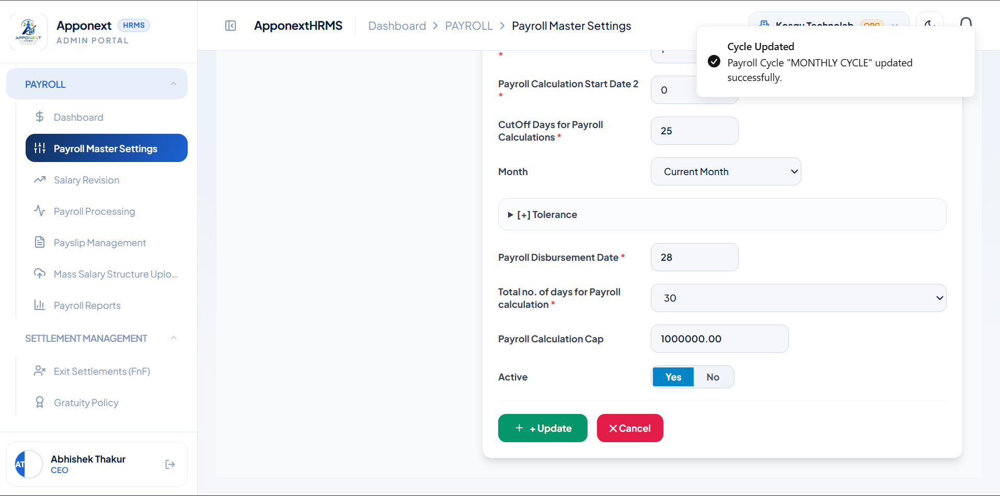 APPONEXT
HRMS
Apponext HRMS
ADMIN PORTAL
ApponextHRMS
Dashboard > PAYROLL > Payroll Master Settings
ORG
Cycle Updated
Payroll Cycle "MONTHLY CYCLE" updated
successfully.
PAYROLL
Dashboard
Payroll Master Settings
Salary Revision
Payroll Processing
Payslip Management
Mass Salary Structure Uplo...
Payroll Reports
SETTLEMENT MANAGEMENT
Exit Settlements (FnF)
Gratuity Policy
AT
Abhishek Thakur
CEO
*
Payroll Calculation Start Date 2
*
0
CutOff Days for Payroll
Calculations *
25
Month
Current Month
[+] Tolerance
Payroll Disbursement Date *
28
Total no. of days for Payroll
calculation *
30
Payroll Calculation Cap
1000000.00
Active
Yes No
+ + Update
Cancel